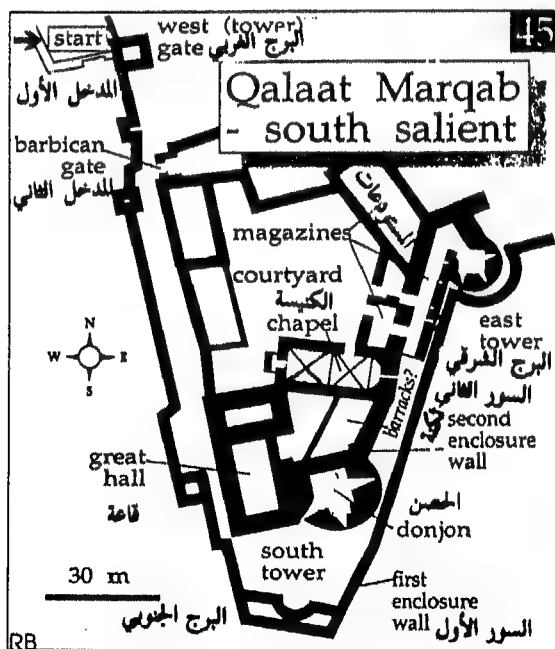 45
start
west (tower)
gate
البرج الغربي
المدخل الأول
Qalaat Marqab
- south salient
barbican
gate
المدخل الثاني
المستودعات
magazines
courtyard
الكنيسة
chapel
N
W E
S
east
tower
البرج الشرقي
السور الثاني
barracks?
ثكنة
second
enclosure
wall
great
hall
قاعة
الحصن
donjon
south
tower
30 m
first
enclosure
wall
البرج الجنوبي
السور الأول
RB